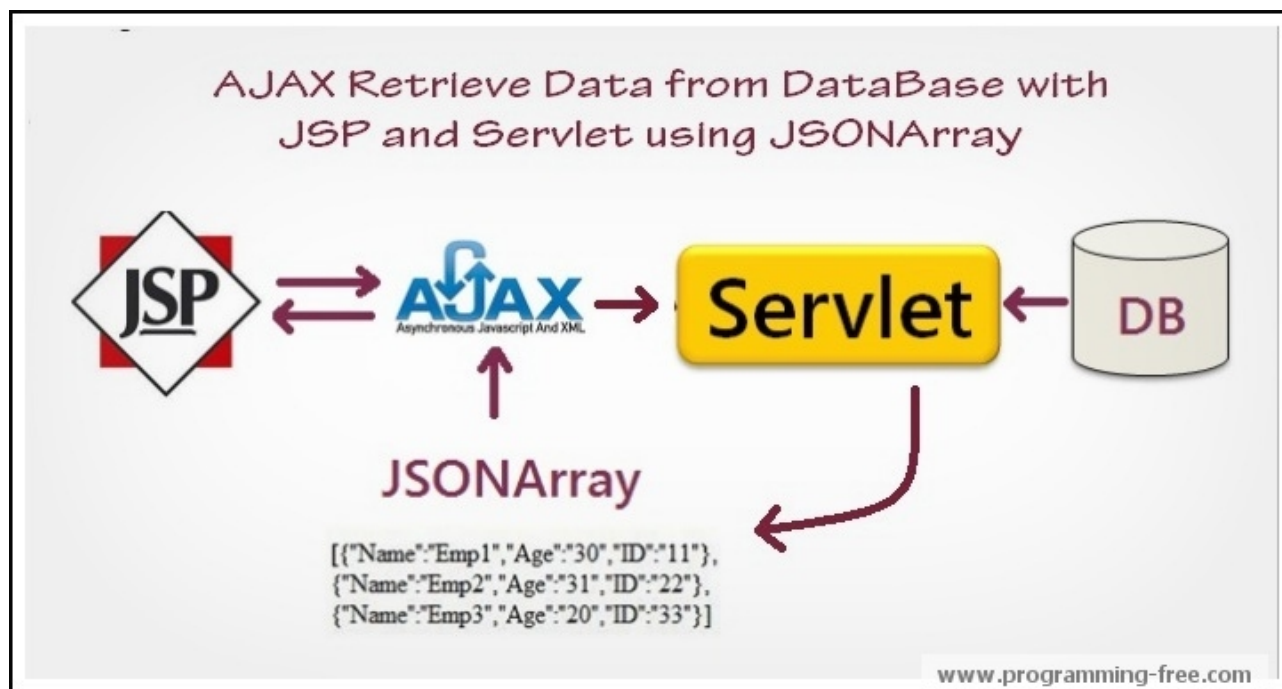 AJAX Retrieve Data from DataBase with
JSP and Servlet using JSONArray
JSP
AJAX
Asynchronous Javascript And XML
Servlet
DB
JSONArray
[{"Name":"Emp1","Age":"30","ID":"11"},
{"Name":"Emp2","Age":"31","ID":"22"},
{"Name":"Emp3","Age":"20","ID":"33"}]
www.programming-free.com